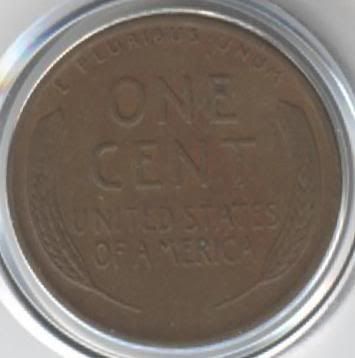 E PLURIBUS UNUM
ONE
CENT
UNITED STATES
OF AMERICA